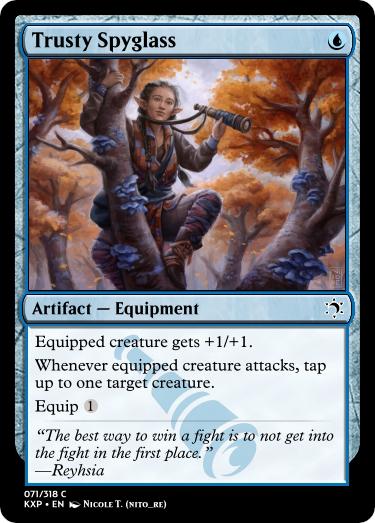 Trusty Spyglass
Artifact — Equipment
Equipped creature gets +1/+1.
Whenever equipped creature attacks, tap
up to one target creature.
Equip 1
“The best way to win a fight is to not get into
the fight in the first place.”
—Reyhsia
071/318 C
KXP • EN Nicole T. (nito_re)